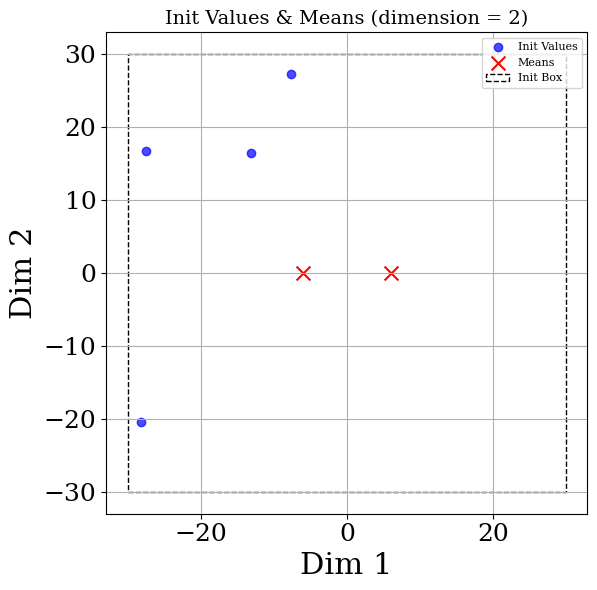 Init Values & Means (dimension = 2)
Init Values
Means
Init Box
30
20
10
0
−10
−20
−30
Dim 2
−20
0
20
Dim 1